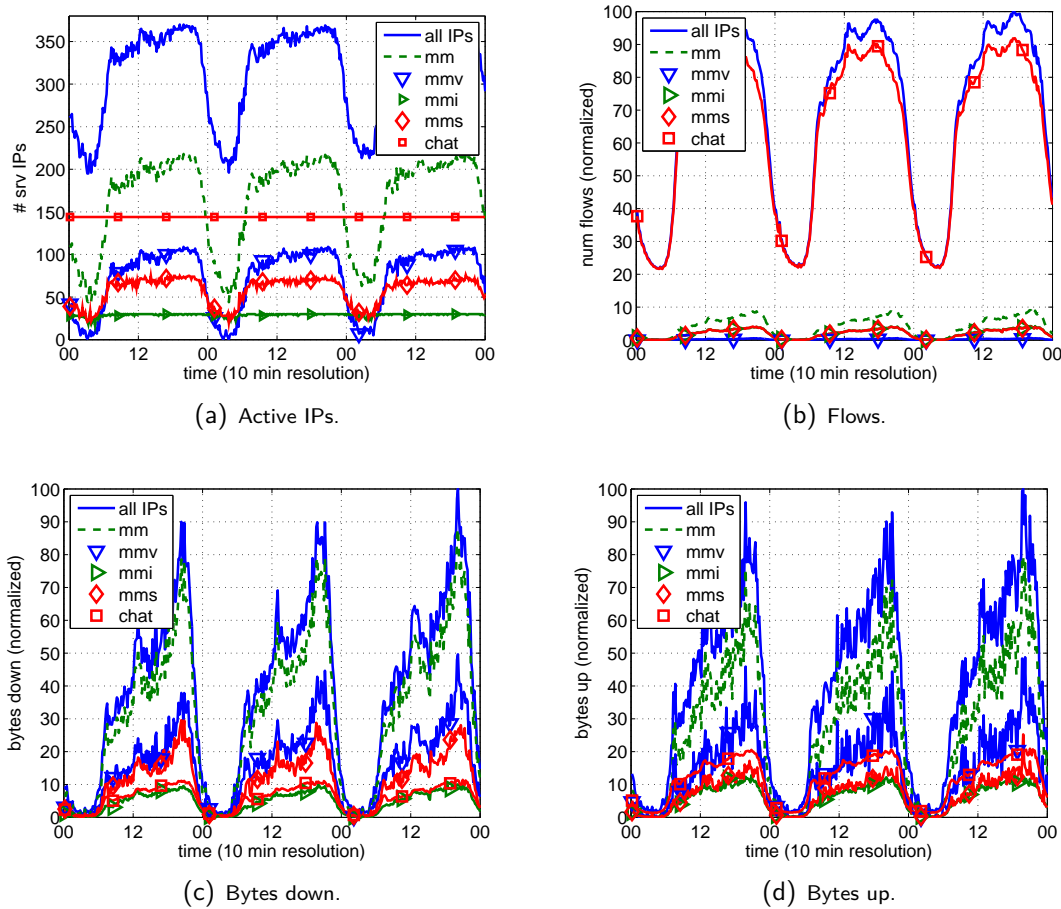 350
300
250
200
150
100
50
0
# srv IPs
all IPs
mm
mmv
mmi
mms
chat
00 12 00 12 00 12 00
time (10 min resolution)
(a) Active IPs.
100
90
80
70
60
50
40
30
20
10
0
num flows (normalized)
all IPs
mm
mmv
mmi
mms
chat
00 12 00 12 00 12 00
time (10 min resolution)
(b) Flows.
100
90
80
70
60
50
40
30
20
10
0
bytes down (normalized)
all IPs
mm
mmv
mmi
mms
chat
00 12 00 12 00 12 00
time (10 min resolution)
(c) Bytes down.
100
90
80
70
60
50
40
30
20
10
0
bytes up (normalized)
all IPs
mm
mmv
mmi
mms
chat
00 12 00 12 00 12 00
time (10 min resolution)
(d) Bytes up.